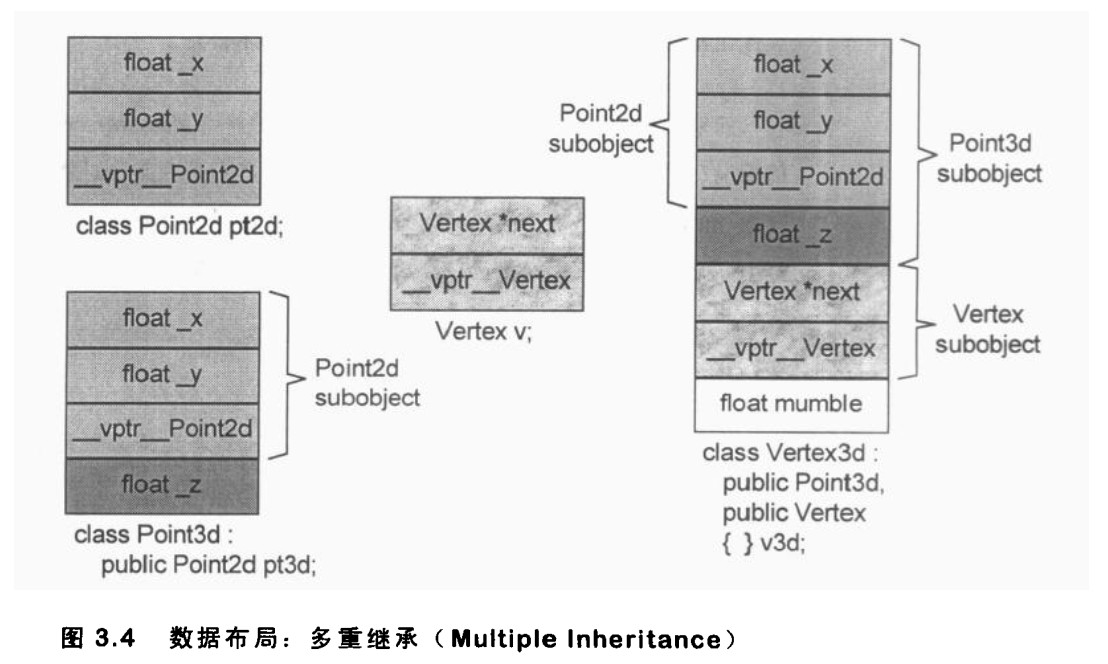 float _x
float _y
__vptr__Point2d
class Point2d pt2d;
float _x
float _y
__vptr__Point2d
float _z
Point2d
subobject
class Point3d :
public Point2d pt3d;
Vertex *next
__vptr__Vertex
Vertex v;
Point2d
subobject
float _x
float _y
__vptr__Point2d
float _z
Vertex *next
__vptr__Vertex
float mumble
Point3d
subobject
Vertex
subobject
class Vertex3d :
public Point3d,
public Vertex
{ } v3d;
图 3.4 数据布局：多重继承（Multiple Inheritance）